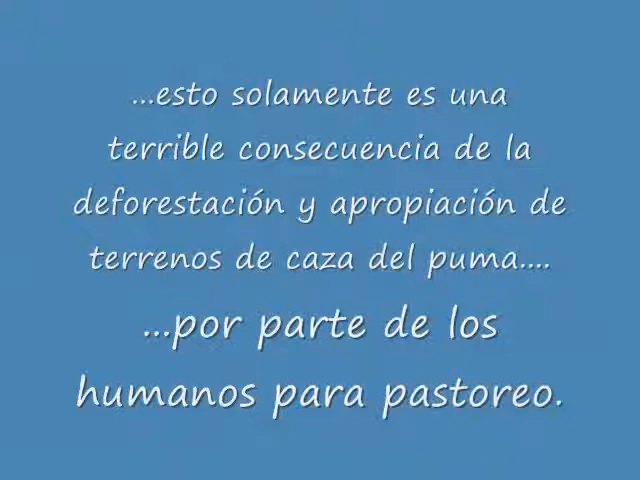 ...esto solamente es una
terrible consecuencia de la
deforestación y apropiación de
terrenos de caza del puma....
...por parte de los
humanos para pastoreo.